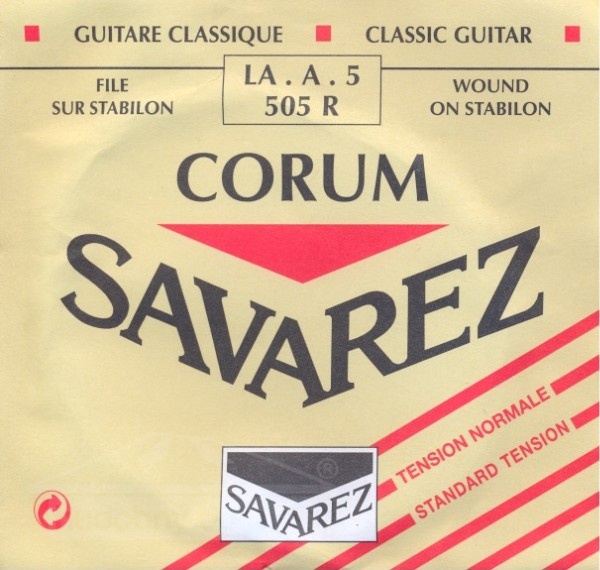 GUITARE CLASSIQUE
CLASSIC GUITAR
FILE
SUR STABILON
LA . A . 5
505 R
WOUND
ON STABILON
CORUM
SAVAREZ
TENSION NORMALE
STANDARD TENSION
®
SAVAREZ